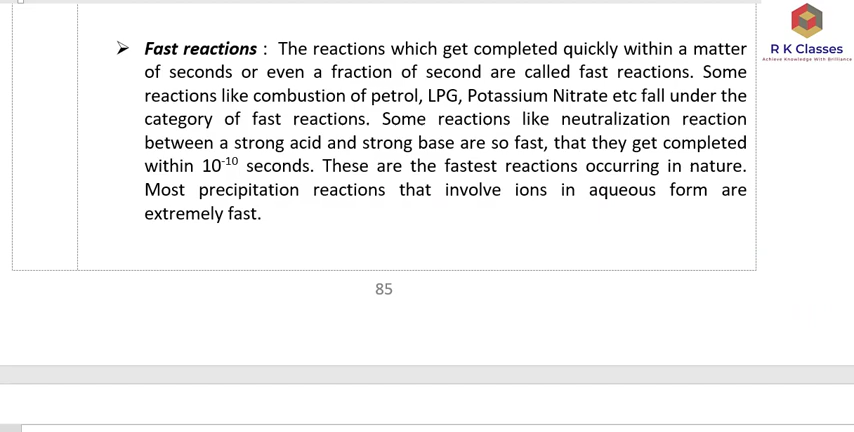 ➢ Fast reactions : The reactions which get completed quickly within a matter
of seconds or even a fraction of second are called fast reactions. Some
reactions like combustion of petrol, LPG, Potassium Nitrate etc fall under the
category of fast reactions. Some reactions like neutralization reaction
between a strong acid and strong base are so fast, that they get completed
within 10⁻¹⁰ seconds. These are the fastest reactions occurring in nature.
Most precipitation reactions that involve ions in aqueous form are
extremely fast.
85
R K Classes
Achieve Knowledge With Brilliance